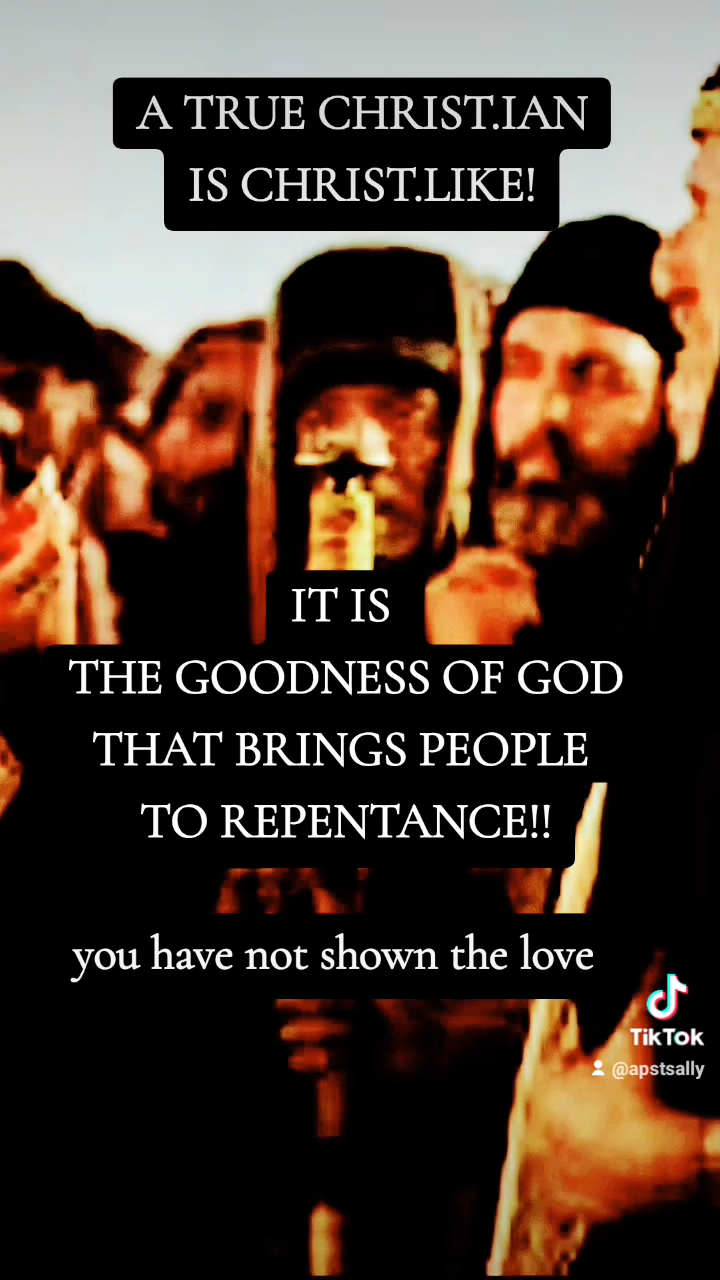 A TRUE CHRIST.IAN
IS CHRIST.LIKE!
IT IS
THE GOODNESS OF GOD
THAT BRINGS PEOPLE
TO REPENTANCE!!
you have not shown the love
TikTok
@apstsally